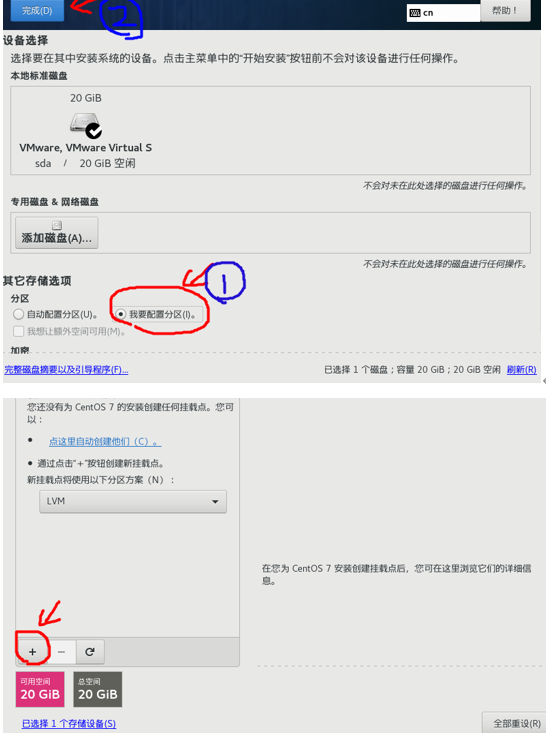 完成(D)
2
cn
帮助！
设备选择
选择要在其中安装系统的设备。点击主菜单中的“开始安装”按钮前不会对该设备进行任何操作。
本地标准磁盘
20 GiB
VMware, VMware Virtual S
sda / 20 GiB 空闲
不会对未在此处选择的磁盘进行任何操作。
专用磁盘 & 网络磁盘
添加磁盘(A)...
不会对未在此处选择的磁盘进行任何操作。
其它存储选项
1
分区
自动配置分区(U)。 我要配置分区(I)。
我想让额外空间可用(M)。
加密
完整磁盘摘要以及引导程序(F)... 已选择 1 个磁盘；容量 20 GiB；20 GiB 空闲 刷新(R)
您还没有为 CentOS 7 的安装创建任何挂载点。您可
以：
• 点这里自动创建他们（C）。
• 通过点击“+”按钮创建新挂载点。
新挂载点将使用以下分区方案（N）：
LVM
在您为 CentOS 7 安装创建挂载点后，您可在这里浏览它们的详细信
息。
+ −
可用空间
20 GiB
总空间
20 GiB
已选择 1 个存储设备(S)
全部重设(R)